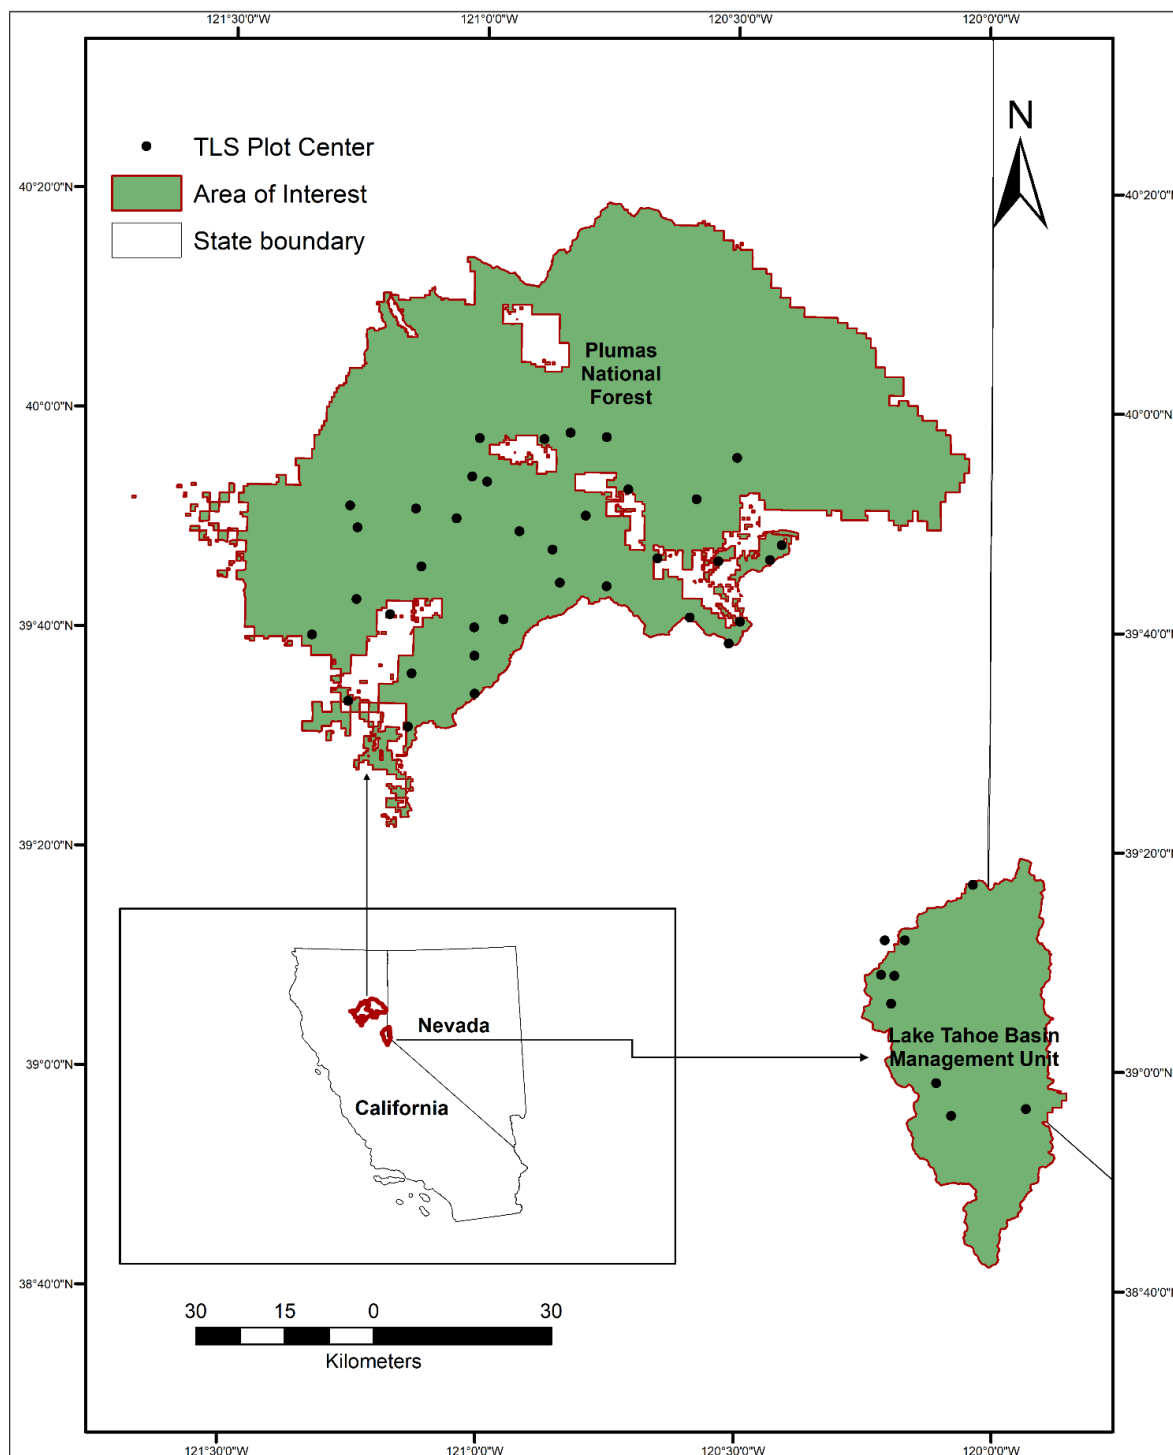 121°30'0"W 121°0'0"W 120°30'0"W 120°0'0"W
N
TLS Plot Center
Area of Interest
State boundary
40°20'0"N 40°20'0"N
Plumas
National
Forest
40°0'0"N 40°0'0"N
39°40'0"N 39°40'0"N
39°20'0"N 39°20'0"N
Nevada
California
Lake Tahoe Basin
Management Unit
39°0'0"N 39°0'0"N
38°40'0"N 38°40'0"N
30 15 0 30
Kilometers
121°30'0"W 121°0'0"W 120°30'0"W 120°0'0"W